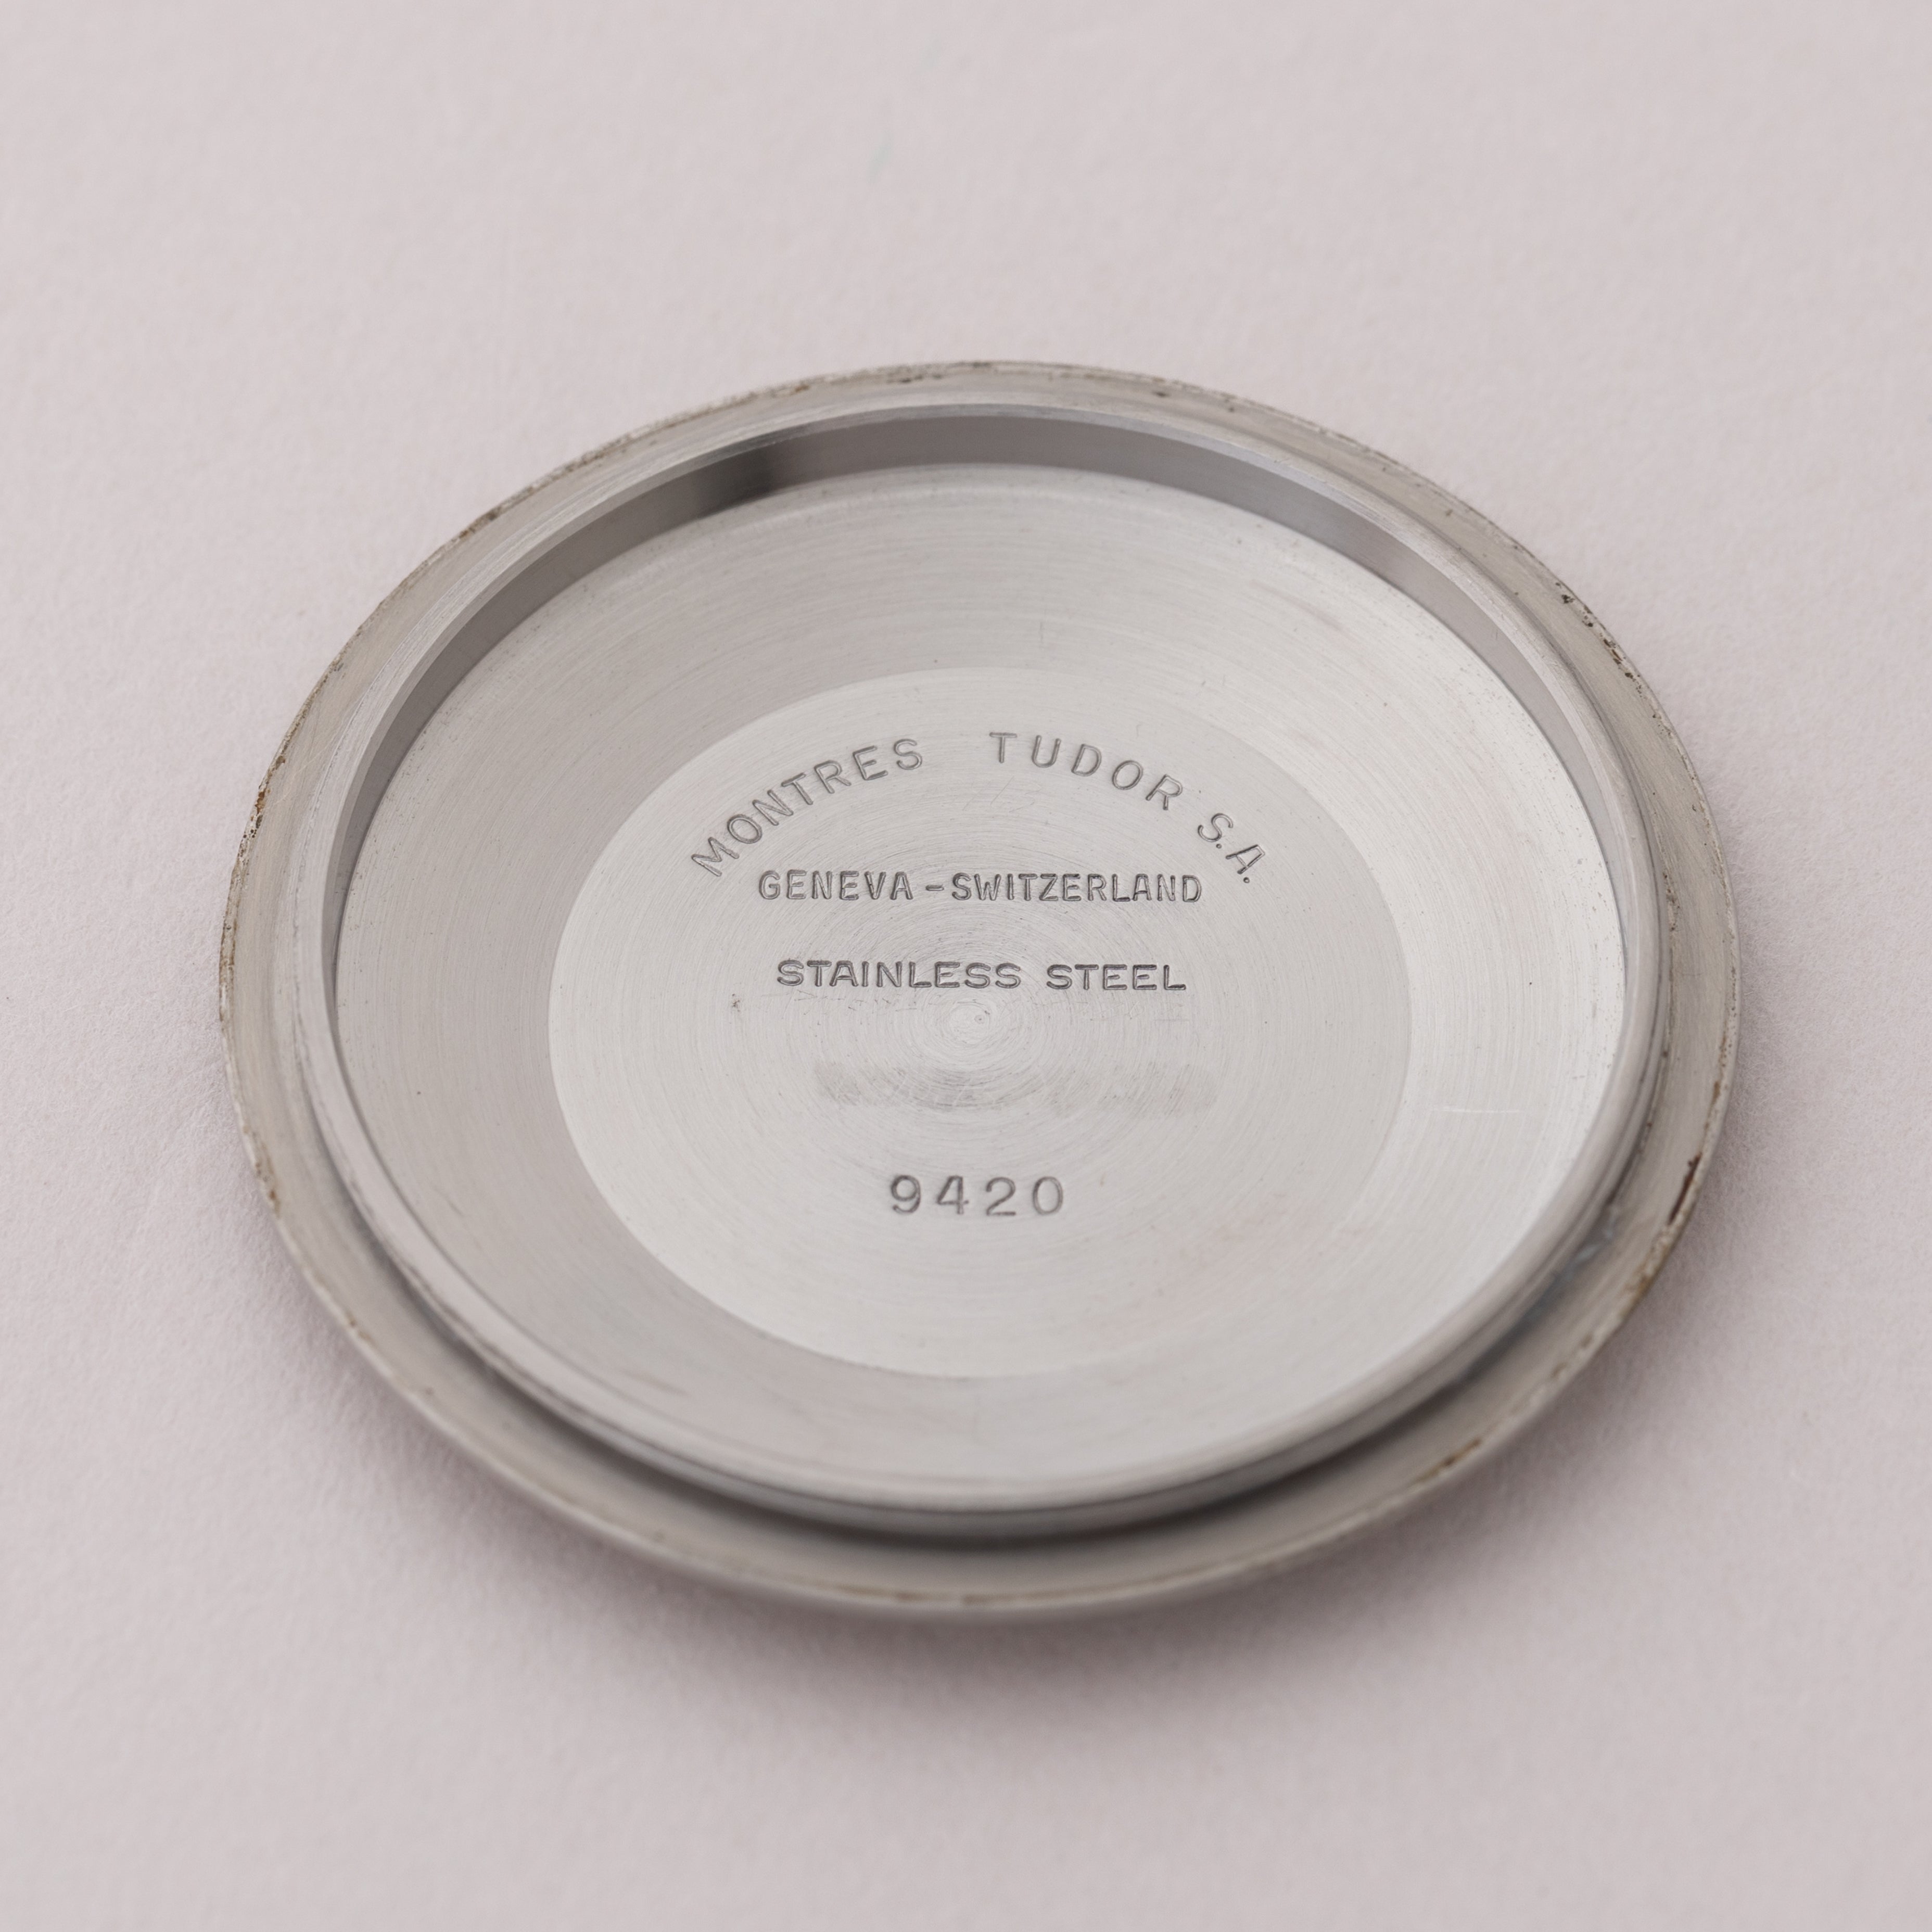 MONTRES TUDOR S.A.
GENEVA-SWITZERLAND
STAINLESS STEEL
9420